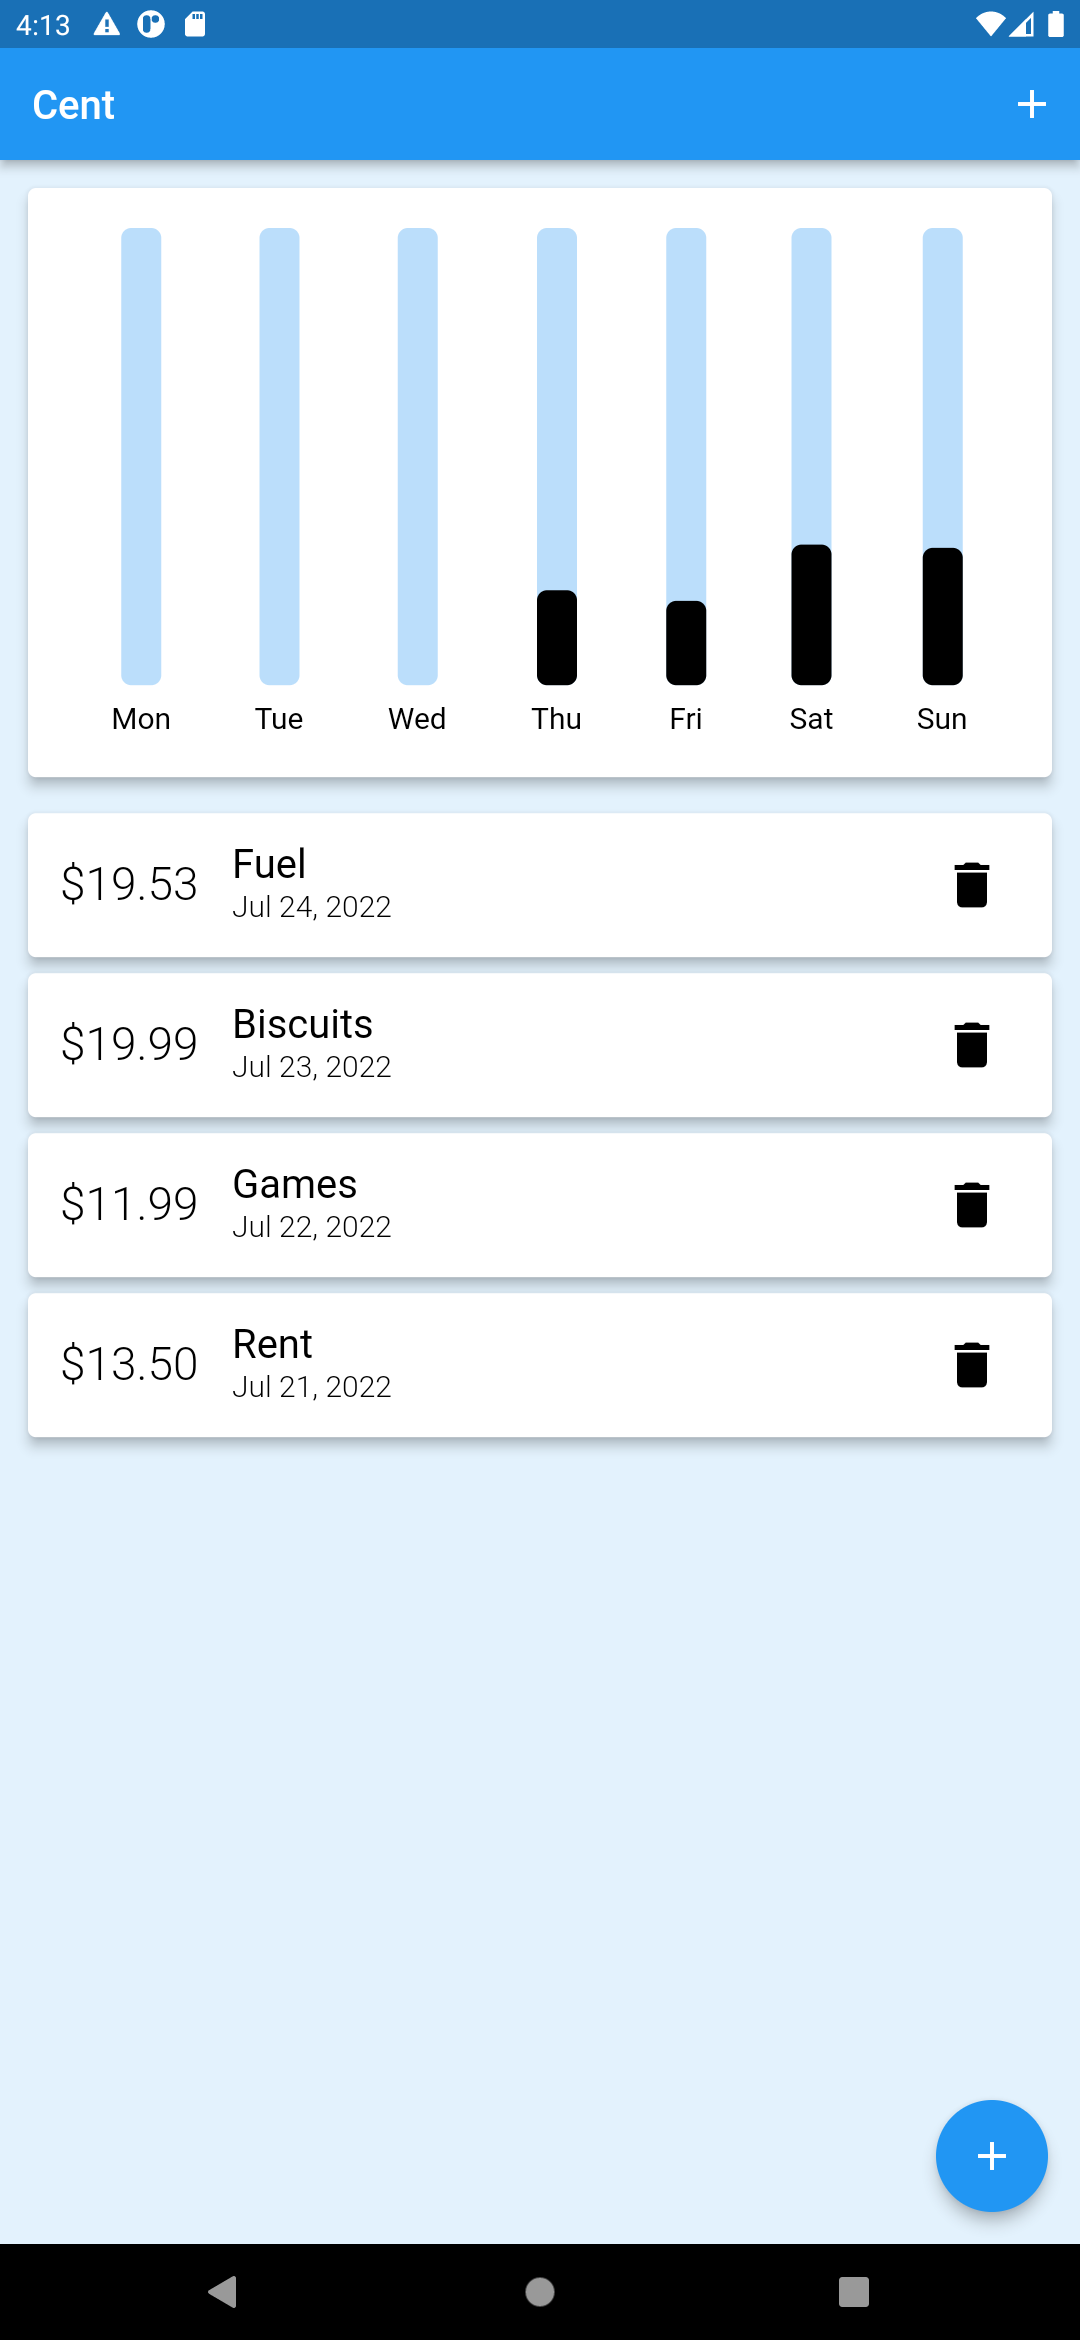 4:13
Cent
Mon Tue Wed Thu Fri Sat Sun
$19.53
Fuel
Jul 24, 2022
$19.99
Biscuits
Jul 23, 2022
$11.99
Games
Jul 22, 2022
$13.50
Rent
Jul 21, 2022